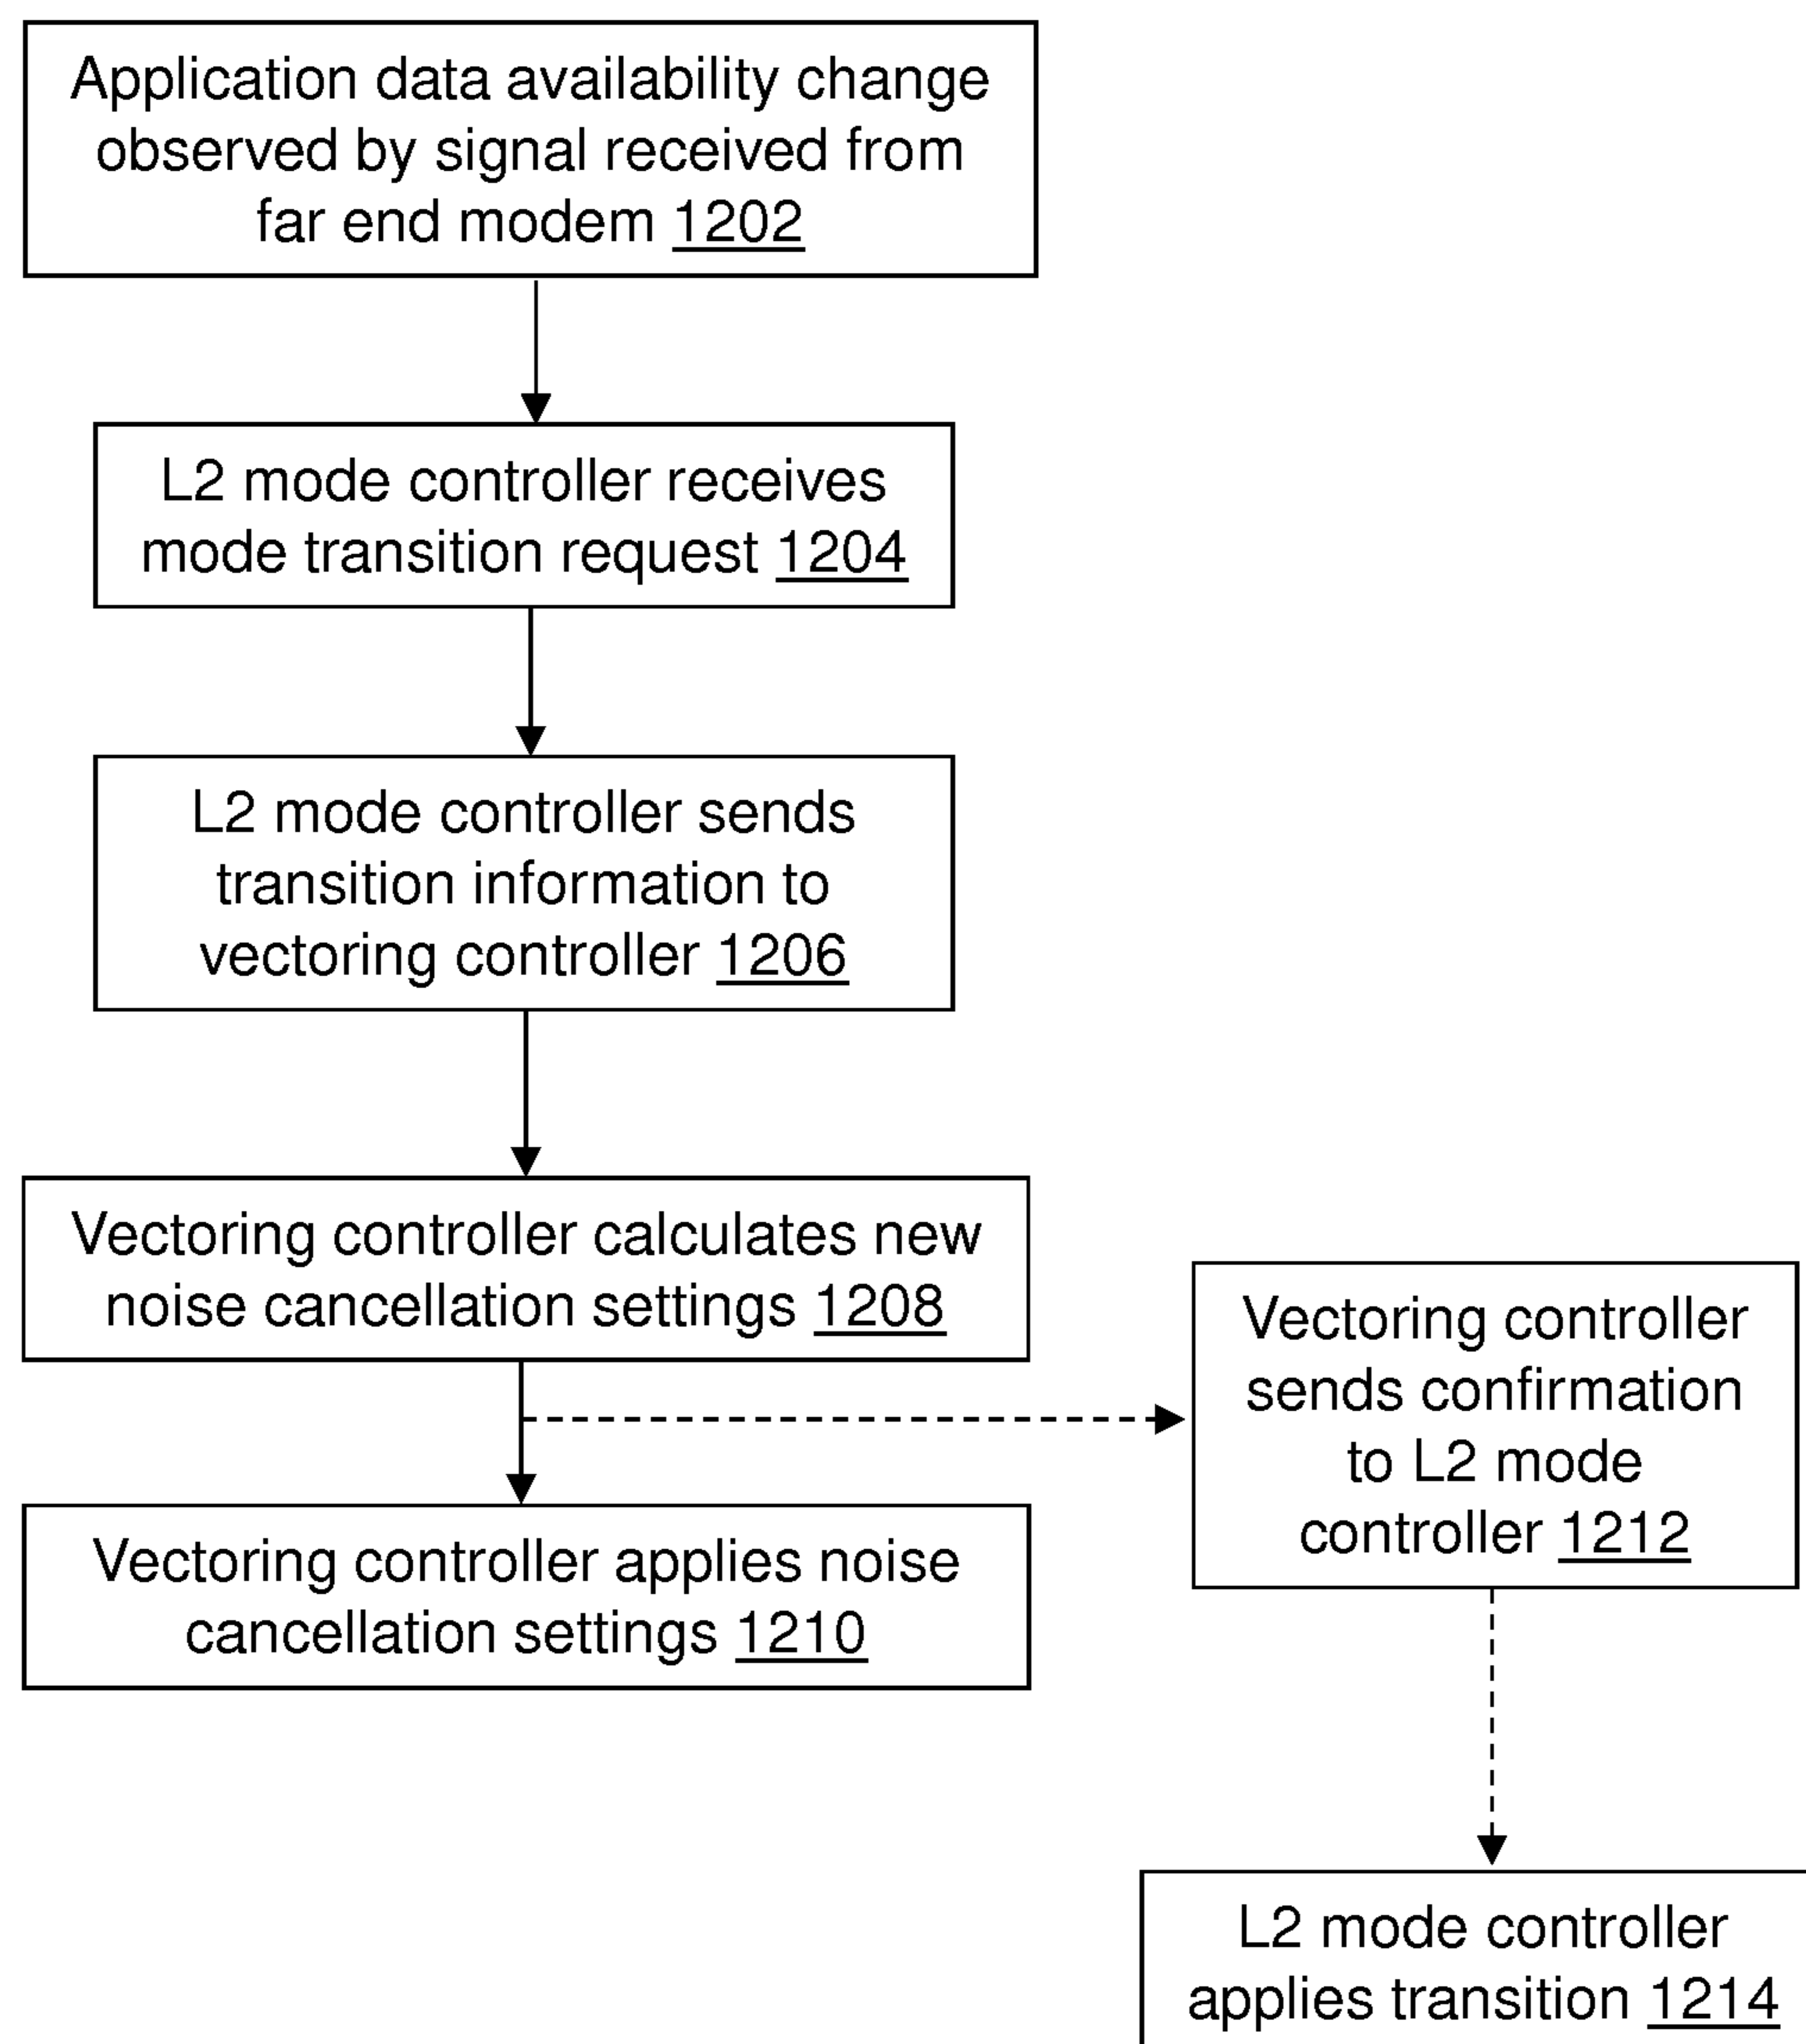 Application data availability change
observed by signal received from
far end modem 1202
L2 mode controller receives
mode transition request 1204
L2 mode controller sends
transition information to
vectoring controller 1206
Vectoring controller calculates new
noise cancellation settings 1208
Vectoring controller applies noise
cancellation settings 1210
Vectoring controller
sends confirmation
to L2 mode
controller 1212
L2 mode controller
applies transition 1214